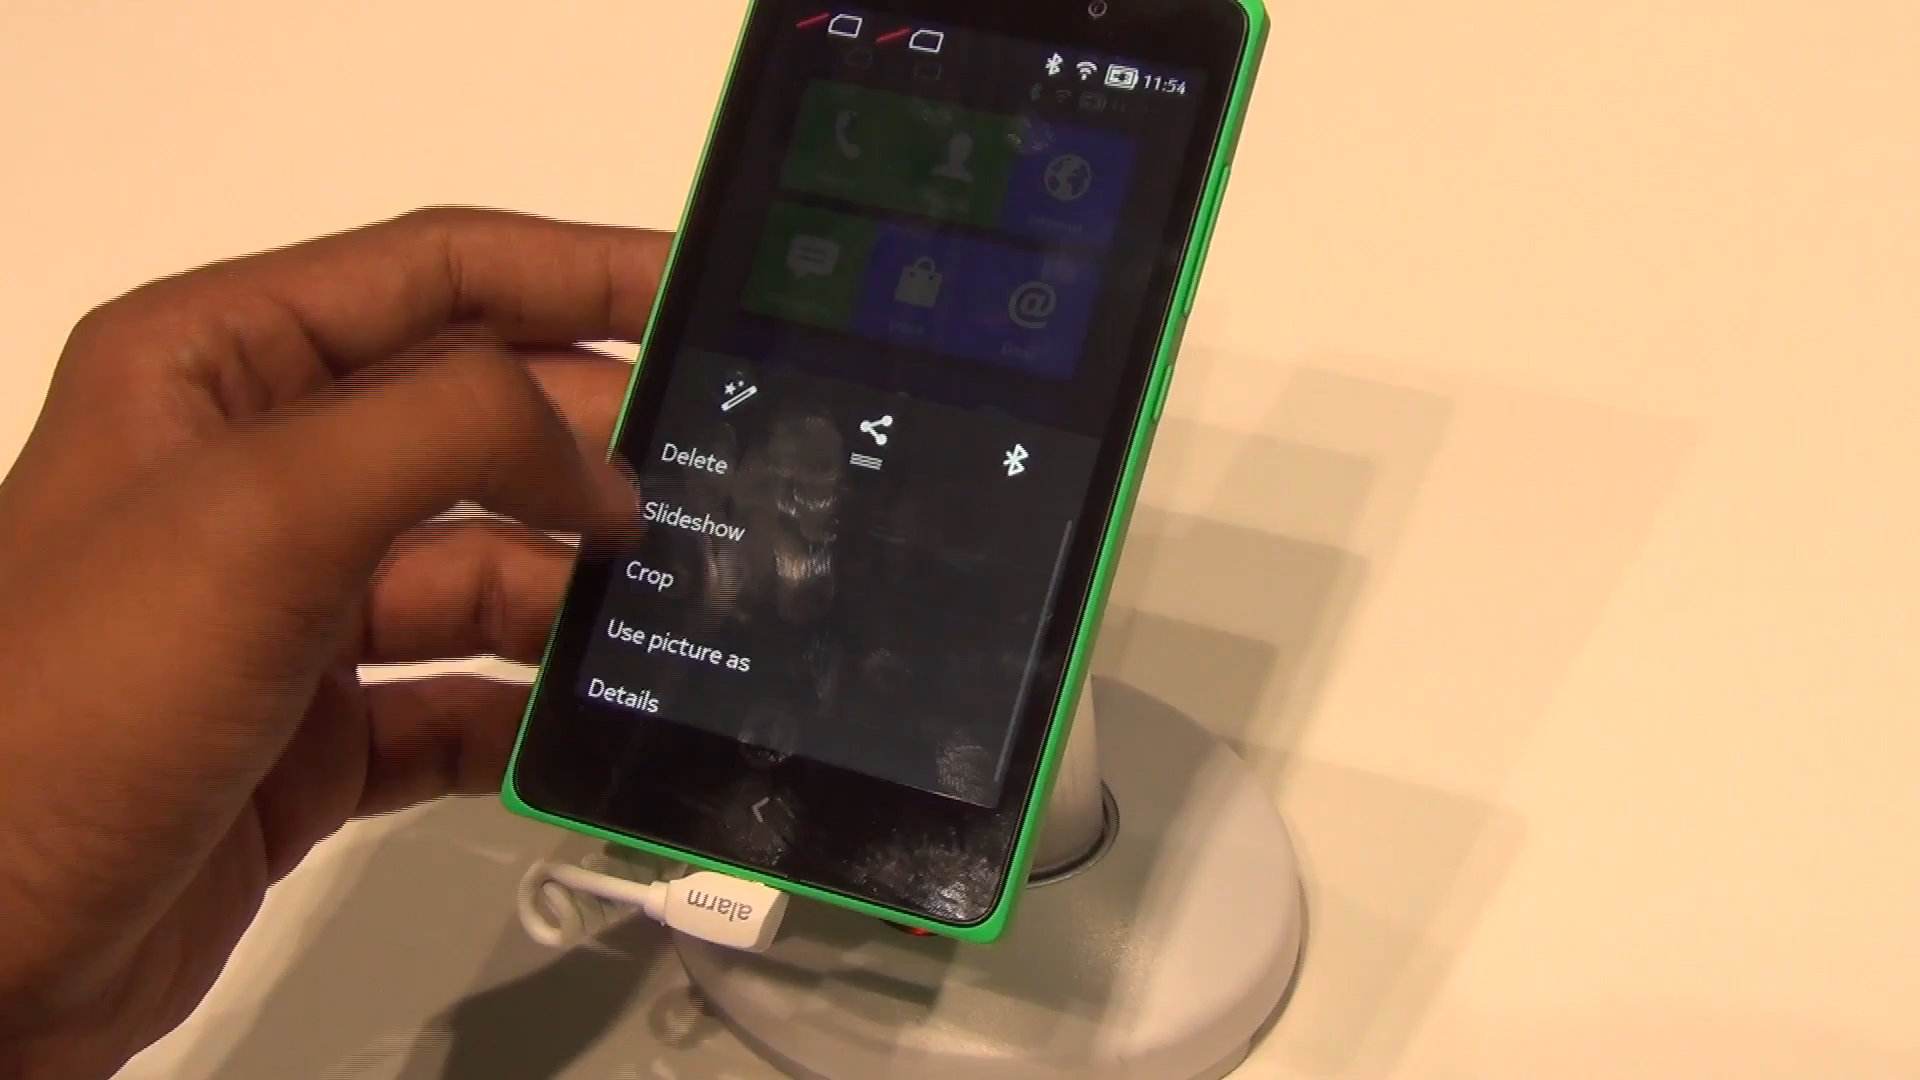 11:54
Delete
Slideshow
Crop
Use picture as
Details
alarm